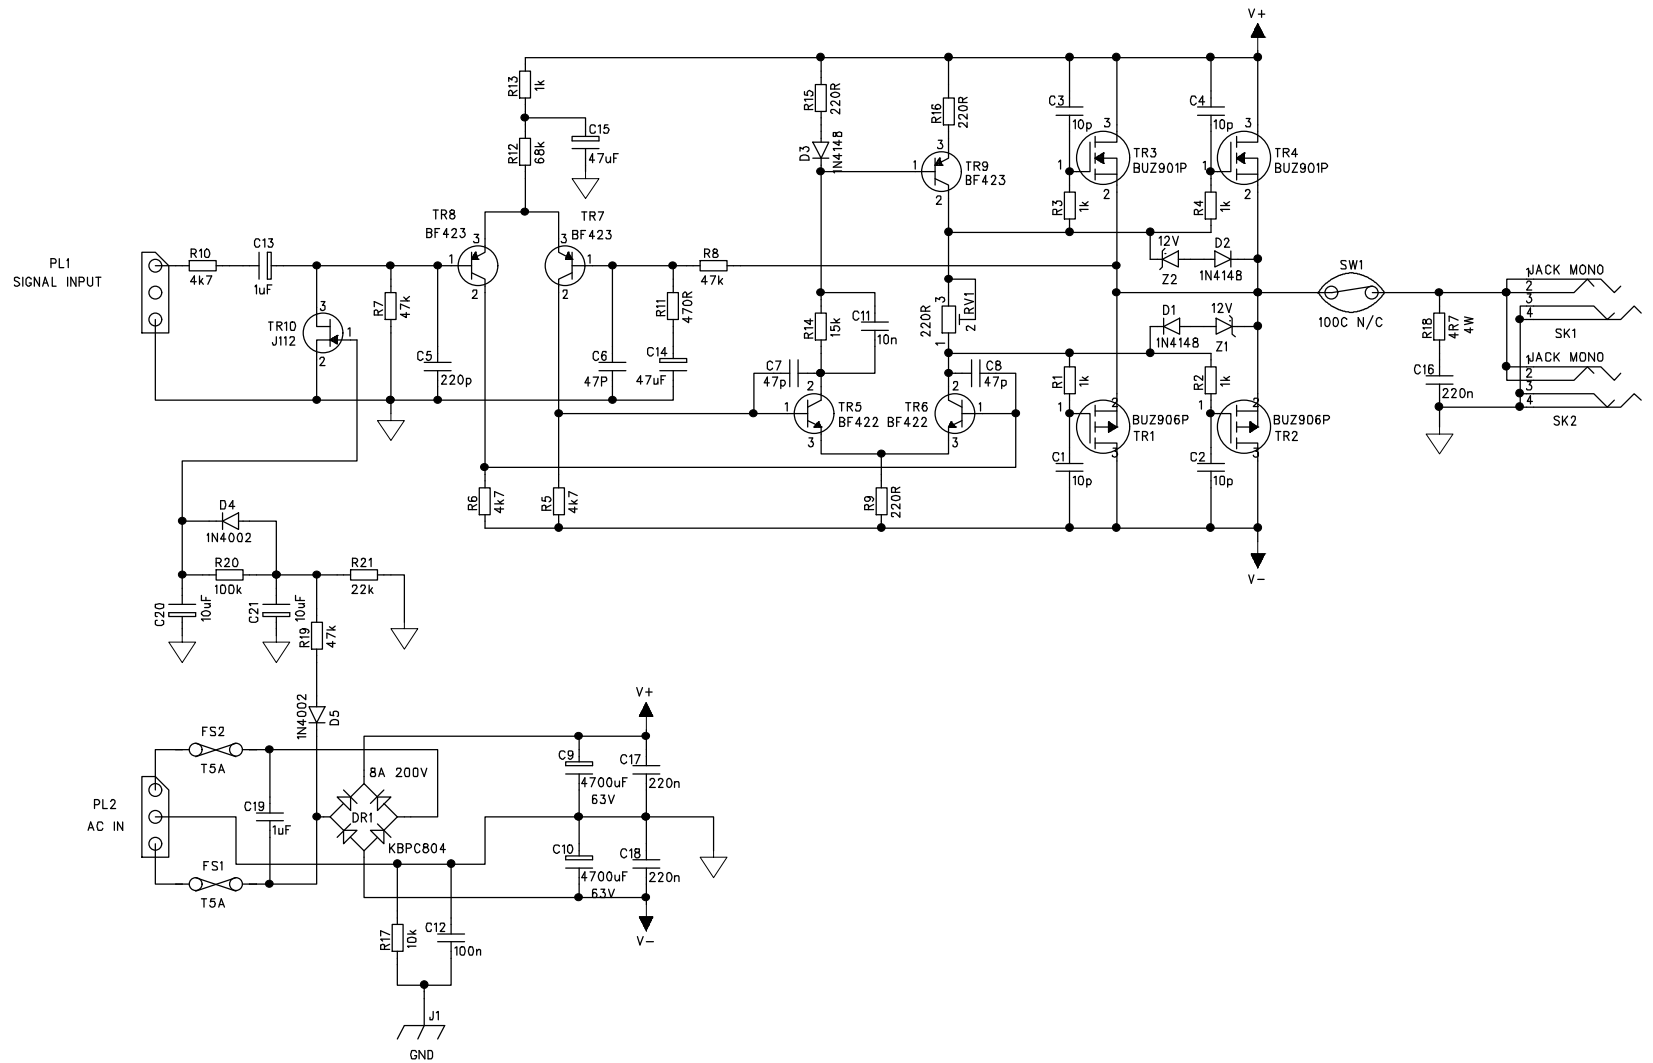 V+
R13
1k
R15
220R
R16
220R
C3
10p
C4
10p
C15
47uF
R12
68k
D3
1N4148
3
1
2
TR9
BF423
3
1
2
TR3
BUZ901P
3
1
2
TR4
BUZ901P
R3
1k
R4
1k
TR8
BF423
3
1
2
TR7
BF423
3
1
2
PL1
SIGNAL INPUT
R10
4k7
C13
1uF
R8
47k
12V
Z2
D2
1N4148
SW1
100C N/C
1
2
3
4
JACK MONO
SK1
TR10
J112
3
1
2
R7
47k
R11
470R
C5
220p
C6
47P
C14
47uF
R14
15k
C11
10n
220R
3
RV1
2
1
D1
1N4148
12V
Z1
R18
4R7
4W
C16
220n
1
2
3
4
JACK MONO
SK2
C7
47p
C8
47p
2
1
3
TR5
BF422
TR6
BF422
2
1
3
R1
1k
R2
1k
1
2
3
BUZ906P
TR1
1
2
3
BUZ906P
TR2
C1
10p
C2
10p
R6
4k7
R5
4k7
R9
220R
V-
D4
1N4002
R20
100k
R21
22k
C20
10uF
C21
10uF
R19
47k
1N4002
D5
V+
FS2
T5A
C9
4700uF
63V
C17
220n
8A 200V
DR1
KBPC804
PL2
AC IN
C19
1uF
C10
4700uF
63V
C18
220n
FS1
T5A
V-
R17
10k
C12
100n
J1
GND